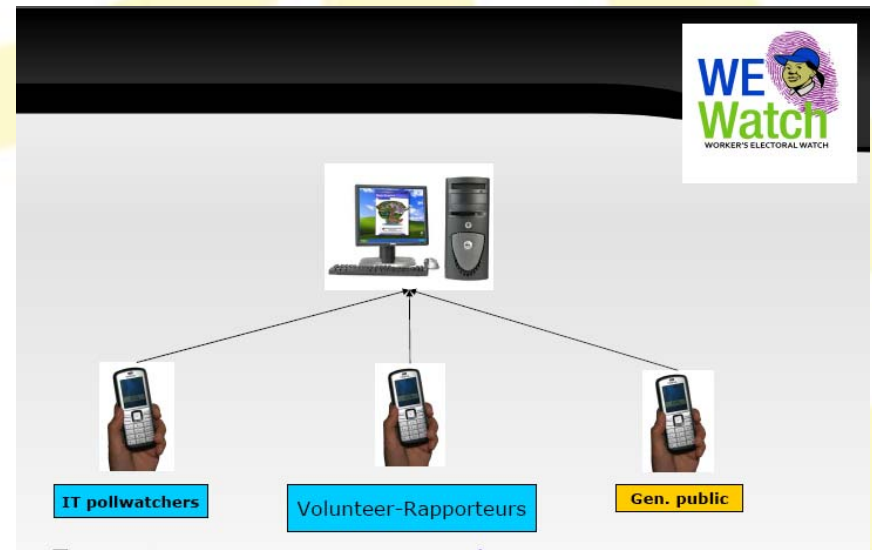 WE
Watch
WORKER'S ELECTORAL WATCH
IT pollwatchers
Volunteer-Rapporteurs
Gen. public